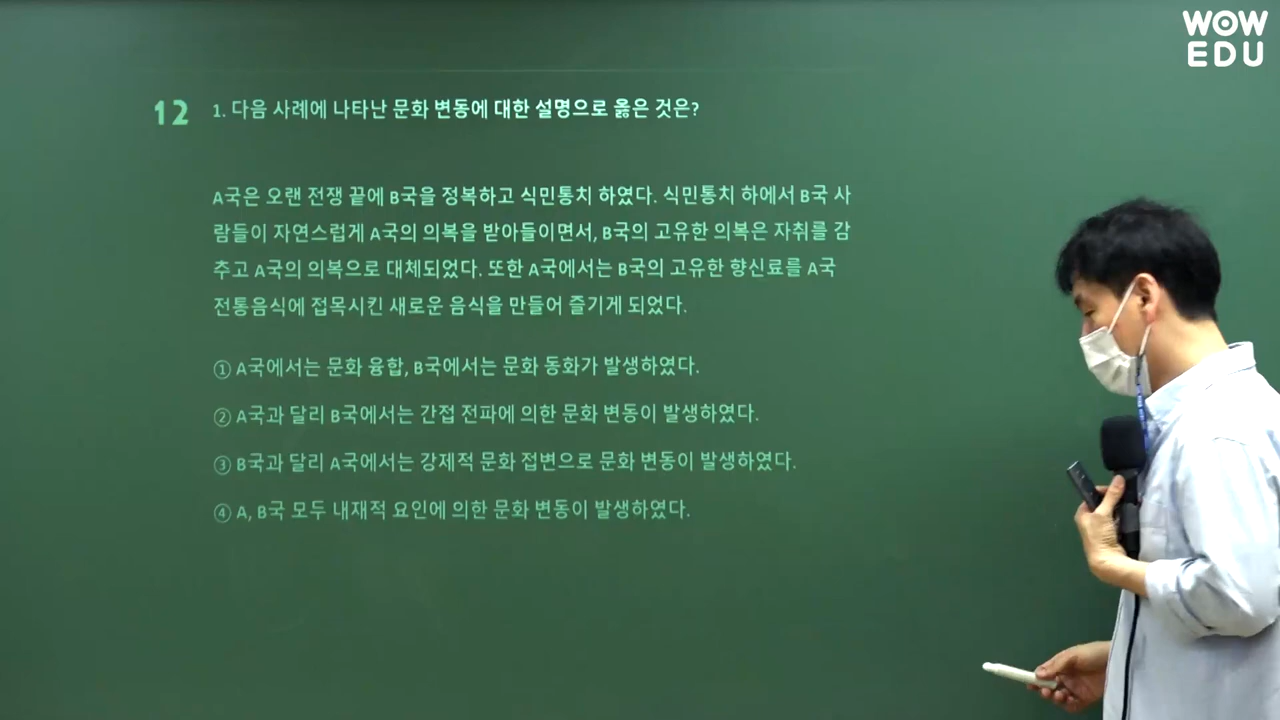 WOW
EDU
12 1. 다음 사례에 나타난 문화 변동에 대한 설명으로 옳은 것은?
A국은 오랜 전쟁 끝에 B국을 정복하고 식민통치 하였다. 식민통치 하에서 B국 사
람들이 자연스럽게 A국의 의복을 받아들이면서, B국의 고유한 의복은 자취를 감
추고 A국의 의복으로 대체되었다. 또한 A국에서는 B국의 고유한 향신료를 A국
전통음식에 접목시킨 새로운 음식을 만들어 즐기게 되었다.
① A국에서는 문화 융합, B국에서는 문화 동화가 발생하였다.
② A국과 달리 B국에서는 간접 전파에 의한 문화 변동이 발생하였다.
③ B국과 달리 A국에서는 강제적 문화 접변으로 문화 변동이 발생하였다.
④ A, B국 모두 내재적 요인에 의한 문화 변동이 발생하였다.